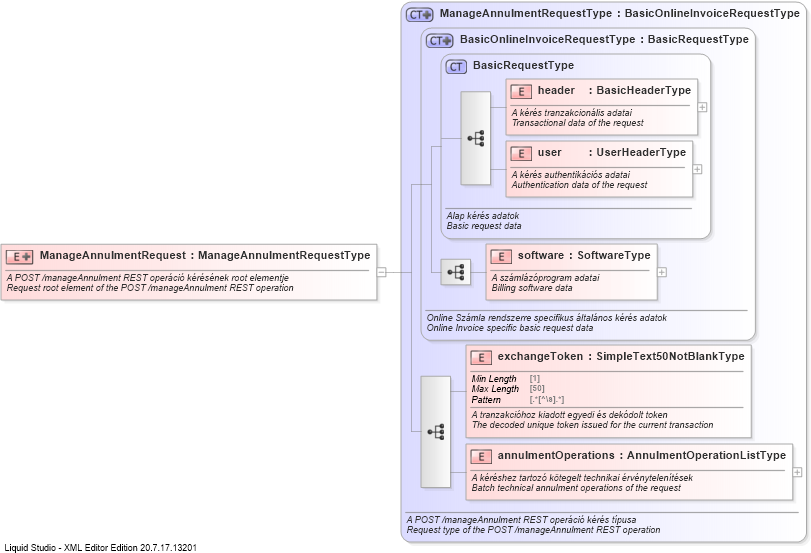 CT ManageAnnulmentRequestType : BasicOnlineInvoiceRequestType
CT BasicOnlineInvoiceRequestType : BasicRequestType
CT BasicRequestType
E header : BasicHeaderType
A kérés tranzakcionális adatai
Transactional data of the request
E user : UserHeaderType
A kérés authentikációs adatai
Authentication data of the request
Alap kérés adatok
Basic request data
E ManageAnnulmentRequest : ManageAnnulmentRequestType
A POST /manageAnnulment REST operáció kérésének root elementje
Request root element of the POST /manageAnnulment REST operation
E software : SoftwareType
A számlázóprogram adatai
Billing software data
Online Számla rendszerre specifikus általános kérés adatok
Online Invoice specific basic request data
E exchangeToken : SimpleText50NotBlankType
Min Length [1]
Max Length [50]
Pattern [.*[^\s].*]
A tranzakcióhoz kiadott egyedi és dekódolt token
The decoded unique token issued for the current transaction
E annulmentOperations : AnnulmentOperationListType
A kéréshez tartozó kötegelt technikai érvénytelenítések
Batch technical annulment operations of the request
A POST /manageAnnulment REST operáció kérés típusa
Request type of the POST /manageAnnulment REST operation
Liquid Studio - XML Editor Edition 20.7.17.13201